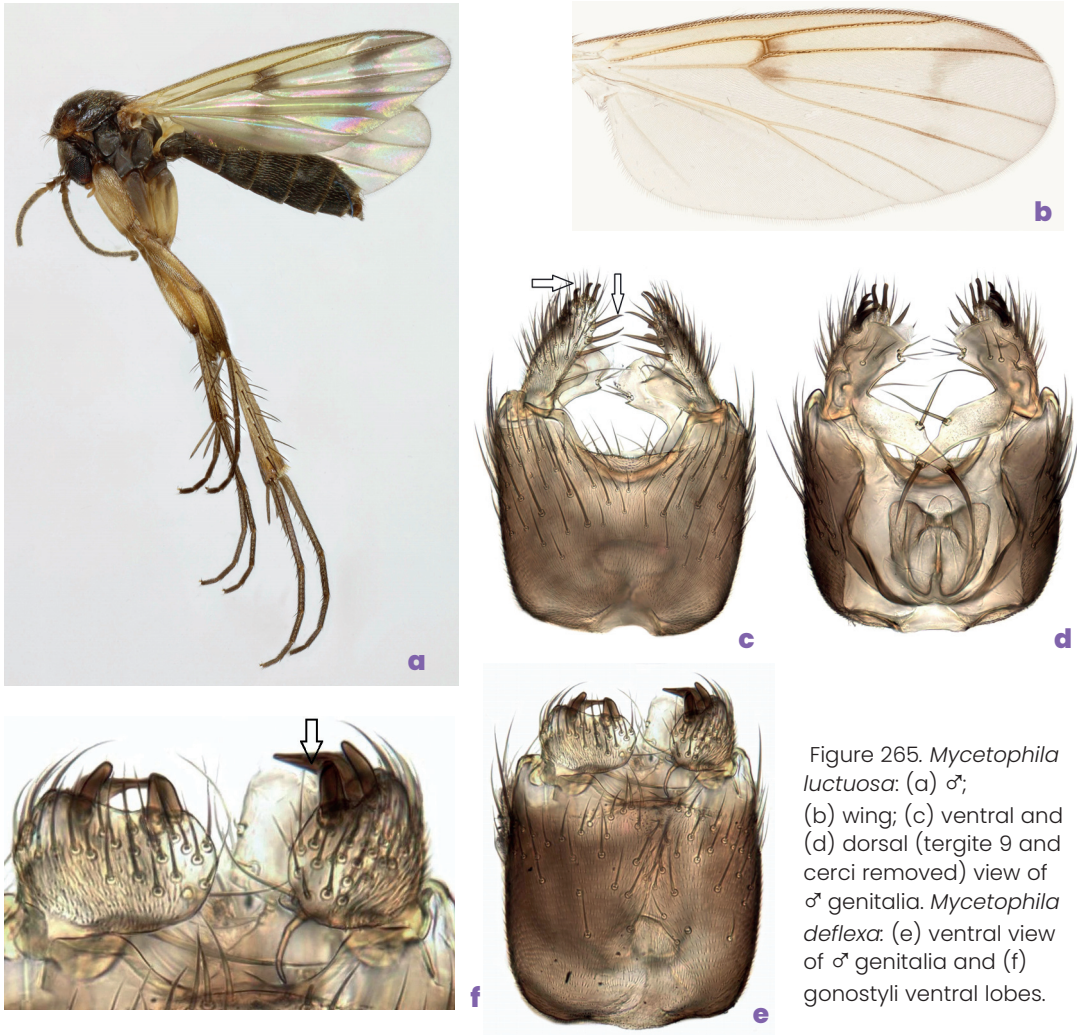 a
b
c
d
f
e
Figure 265. Mycetophila
luctuosa: (a) ♂;
(b) wing; (c) ventral and
(d) dorsal (tergite 9 and
cerci removed) view of
♂ genitalia. Mycetophila
deflexa: (e) ventral view
of ♂ genitalia and (f)
gonostyli ventral lobes.